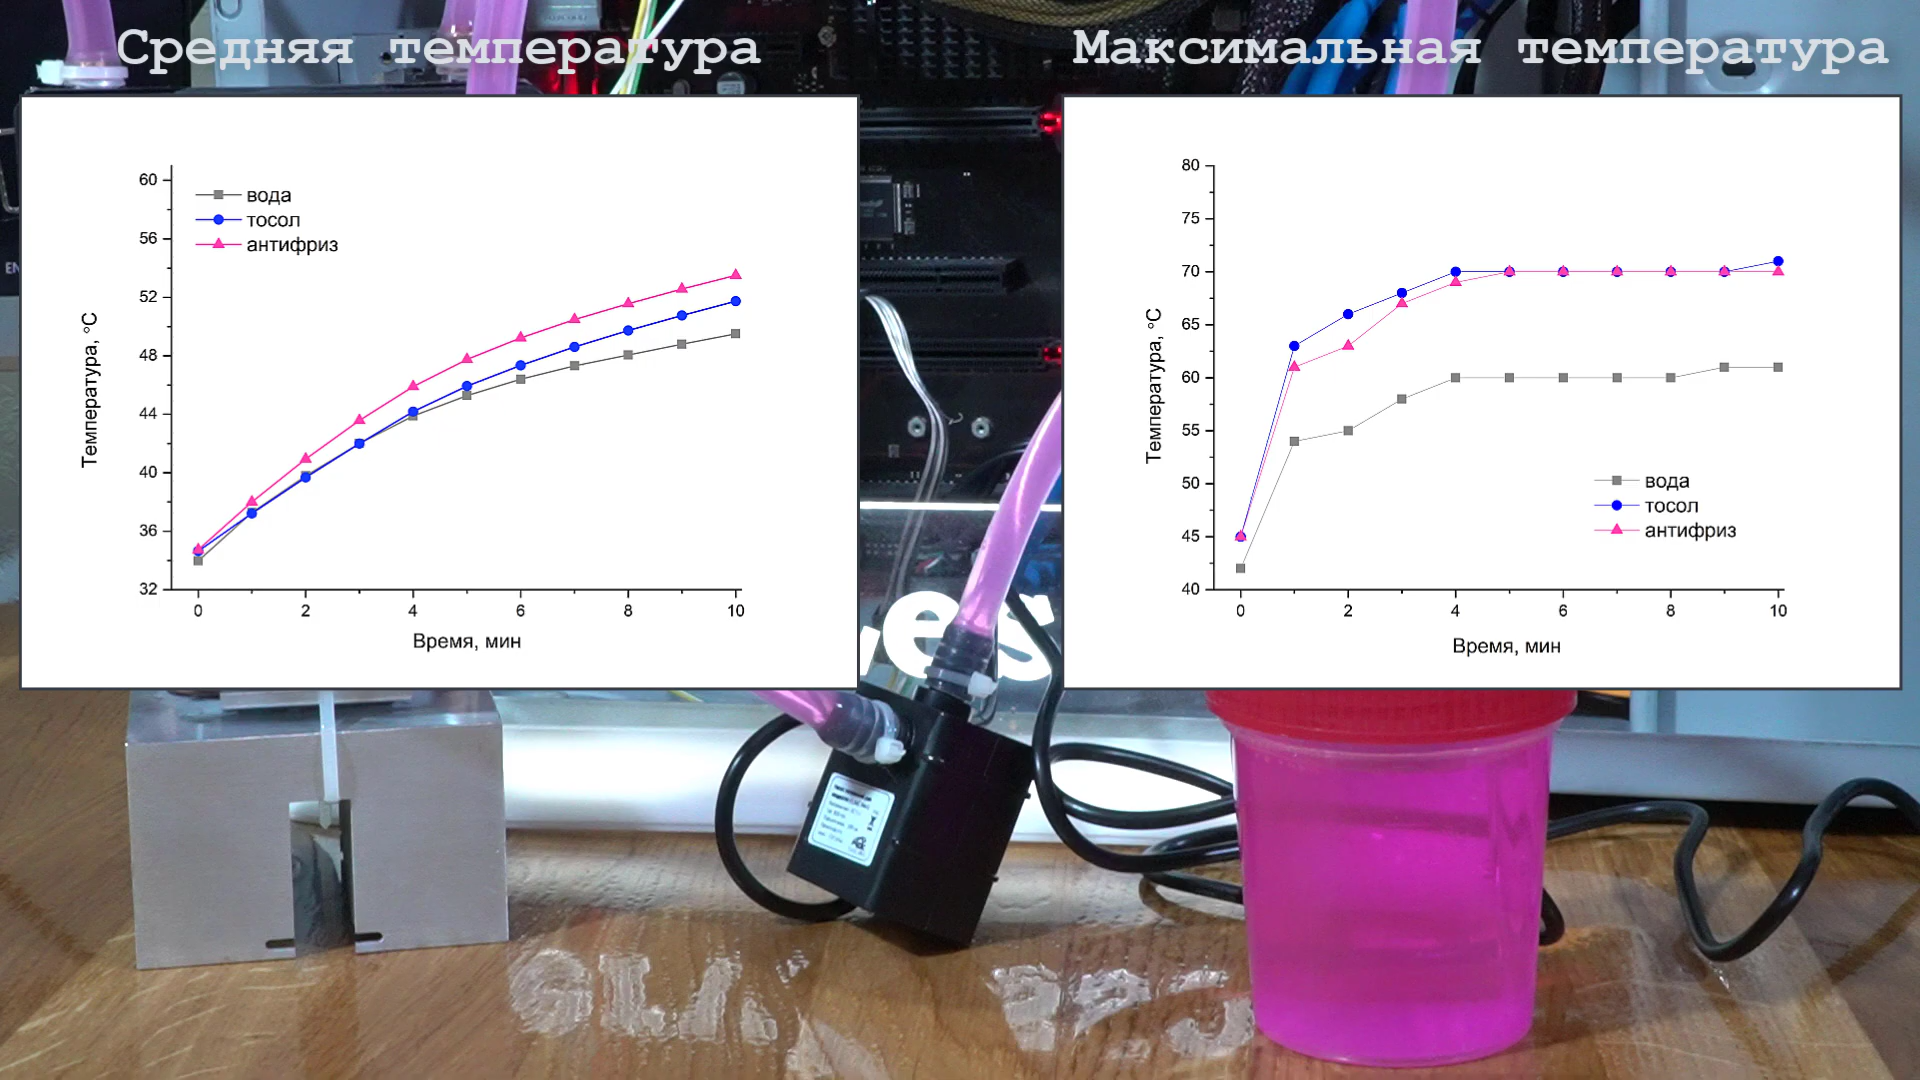 Средняя температура
Максимальная температура
60
56
52
48
44
40
36
32
вода
тосол
антифриз
Температура, °C
0 2 4 6 8 10
Время, мин
80
75
70
65
60
55
50
45
40
вода
тосол
антифриз
Температура, °C
0 2 4 6 8 10
Время, мин
EN
es